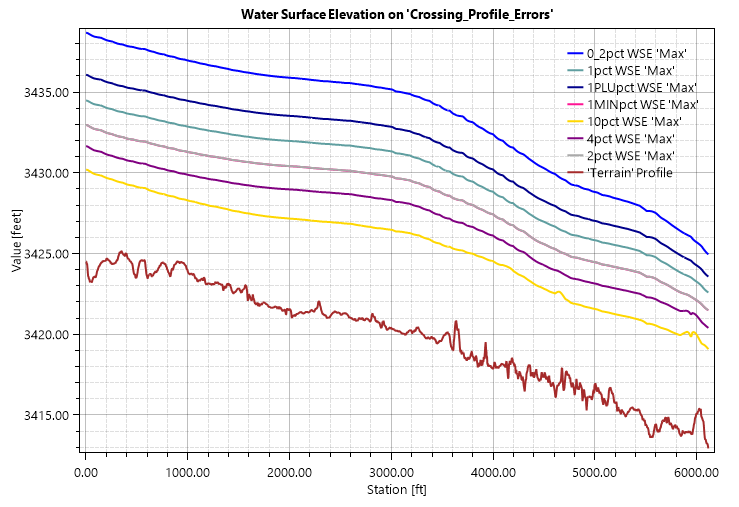 Water Surface Elevation on 'Crossing_Profile_Errors'
0_2pct WSE 'Max'
1pct WSE 'Max'
1PLUpct WSE 'Max'
1MINpct WSE 'Max'
10pct WSE 'Max'
4pct WSE 'Max'
2pct WSE 'Max'
'Terrain' Profile
Value [feet]
3435.00
3430.00
3425.00
3420.00
3415.00
0.00 1000.00 2000.00 3000.00 4000.00 5000.00 6000.00
Station [ft]